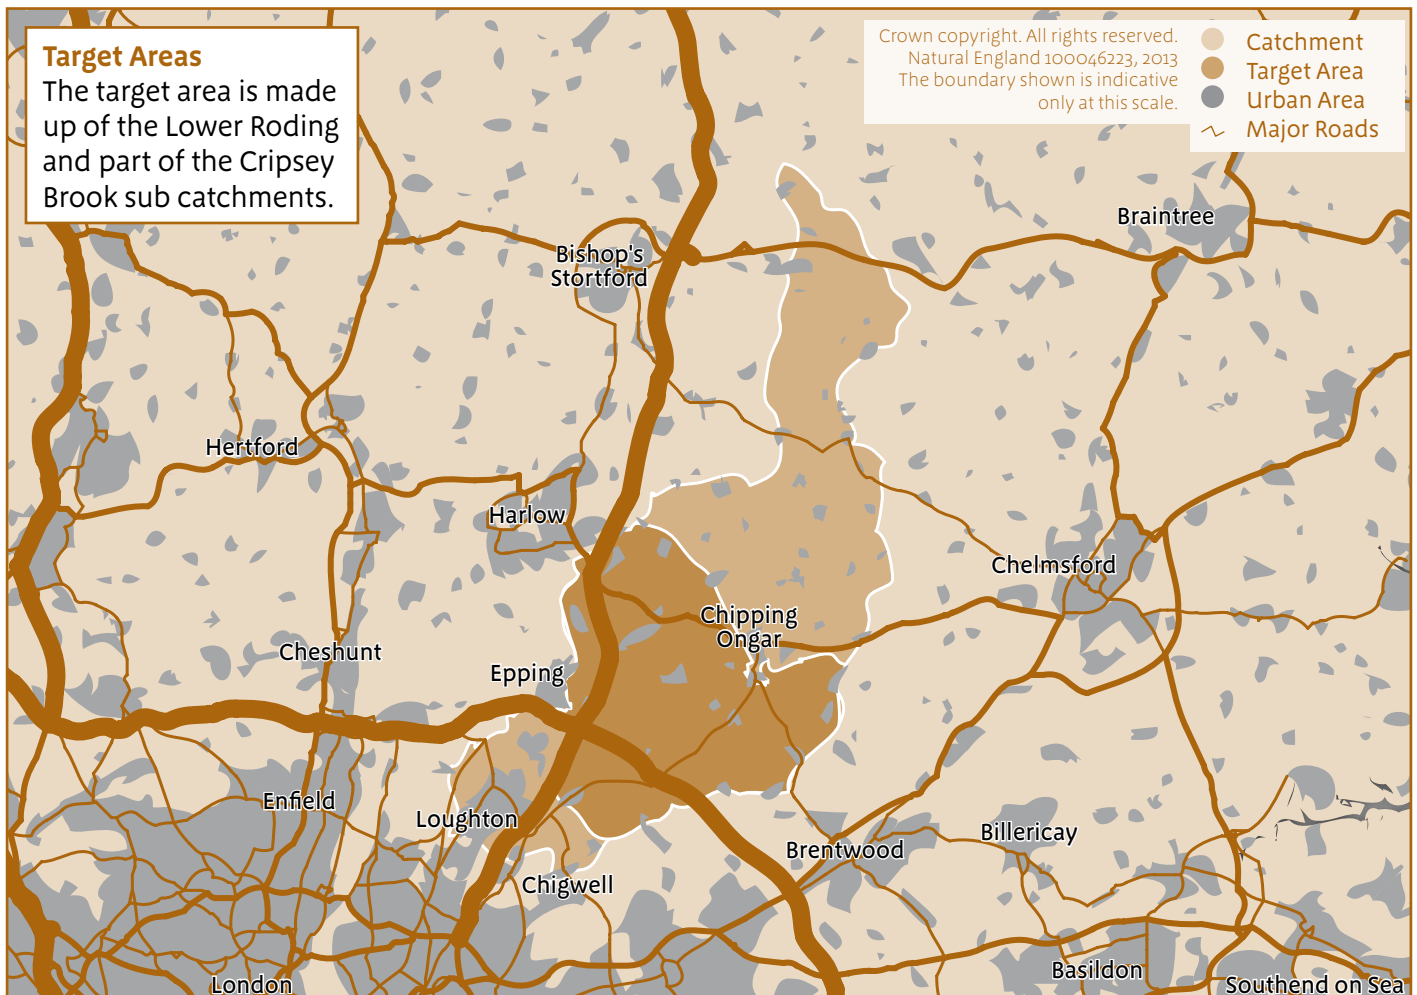 Target Areas
The target area is made
up of the Lower Roding
and part of the Cripsey
Brook sub catchments.
Crown copyright. All rights reserved.
Natural England 100046223, 2013
The boundary shown is indicative
only at this scale.
Catchment
Target Area
Urban Area
Major Roads
Braintree
Bishop's
Stortford
Hertford
Harlow
Chelmsford
Chipping
Ongar
Cheshunt
Epping
Enfield
Loughton
Billericay
Brentwood
Chigwell
Basildon
London
Southend on Sea